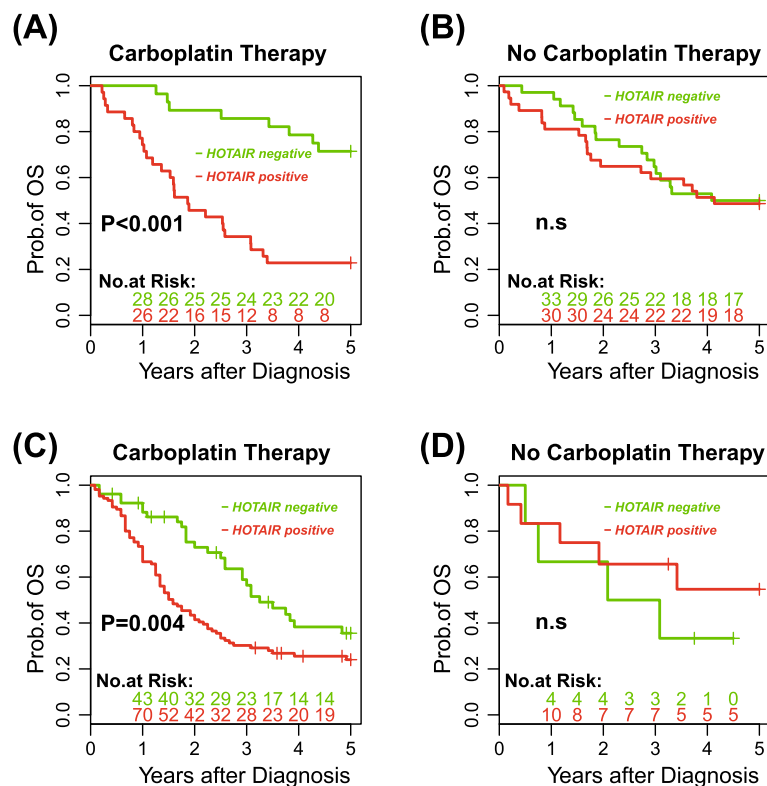 (A)
Carboplatin Therapy
Prob.of OS
1.0
0.8
0.6
0.4
0.2
0.0
HOTAIR negative
HOTAIR positive
P<0.001
No.at Risk:
28 26 25 25 24 23 22 20
26 22 16 15 12 8 8 8
0 1 2 3 4 5
Years after Diagnosis
(B)
No Carboplatin Therapy
Prob.of OS
1.0
0.8
0.6
0.4
0.2
0.0
HOTAIR negative
HOTAIR positive
n.s
No.at Risk:
33 29 26 25 22 18 18 17
30 30 24 24 22 22 19 18
0 1 2 3 4 5
Years after Diagnosis
(C)
Carboplatin Therapy
Prob.of OS
1.0
0.8
0.6
0.4
0.2
0.0
HOTAIR negative
HOTAIR positive
P=0.004
No.at Risk:
43 40 32 29 23 17 14 14
70 52 42 32 28 23 20 19
0 1 2 3 4 5
Years after Diagnosis
(D)
No Carboplatin Therapy
Prob.of OS
1.0
0.8
0.6
0.4
0.2
0.0
HOTAIR negative
HOTAIR positive
n.s
No.at Risk:
4 4 4 3 3 2 1 0
10 8 7 7 7 5 5 5
0 1 2 3 4 5
Years after Diagnosis